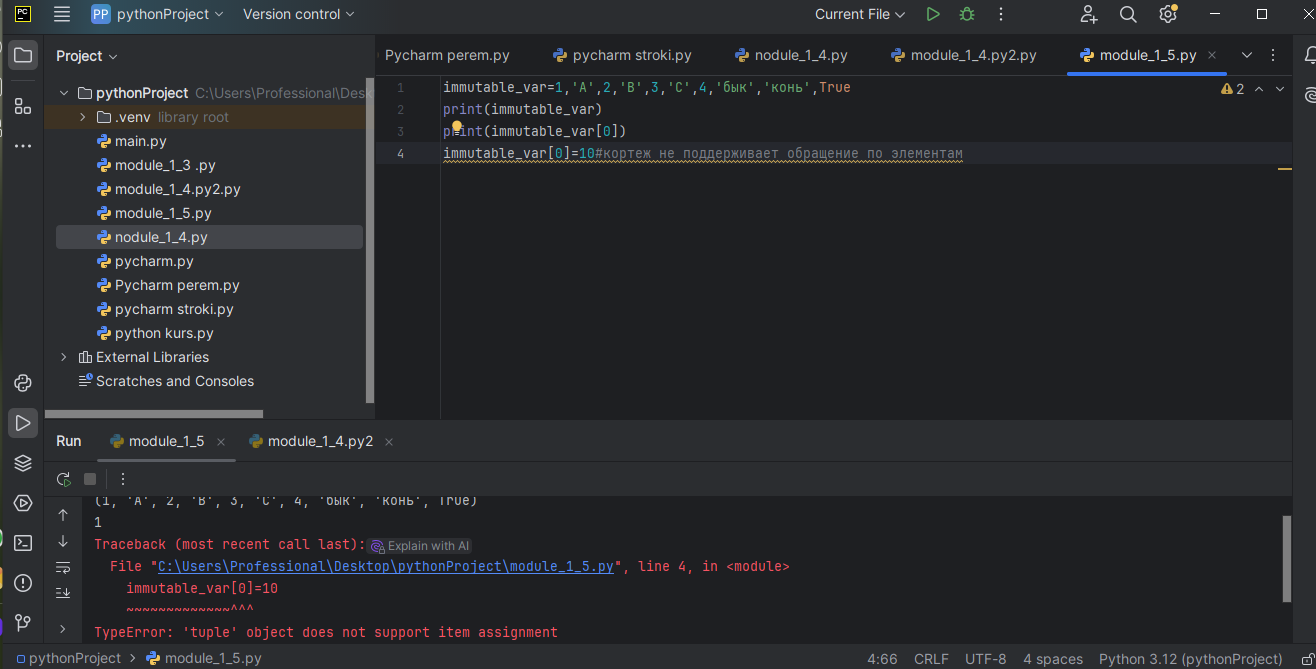 PC PP pythonProject Version control Current File
Project
pythonProject C:\Users\Professional\Desk
.venv library root
main.py
module_1_3 .py
module_1_4.py2.py
module_1_5.py
nodule_1_4.py
pycharm.py
Pycharm perem.py
pycharm stroki.py
python kurs.py
External Libraries
Scratches and Consoles
Pycharm perem.py pycharm stroki.py nodule_1_4.py module_1_4.py2.py module_1_5.py
1 immutable_var=1,'A',2,'B',3,'C',4,'бык','конь',True
2
2 print(immutable_var)
3 print(immutable_var[0])
4 immutable_var[0]=10#кортеж не поддерживает обращение по элементам
Run module_1_5 module_1_4.py2
(1, 'A', 2, 'B', 3, 'C', 4, 'бык', 'конь', True)
1
Traceback (most recent call last): Explain with AI
File "C:\Users\Professional\Desktop\pythonProject\module_1_5.py", line 4, in <module>
immutable_var[0]=10
~~~~~~~~~~~~~^^^
TypeError: 'tuple' object does not support item assignment
pythonProject > module_1_5.py 4:66 CRLF UTF-8 4 spaces Python 3.12 (pythonProject)